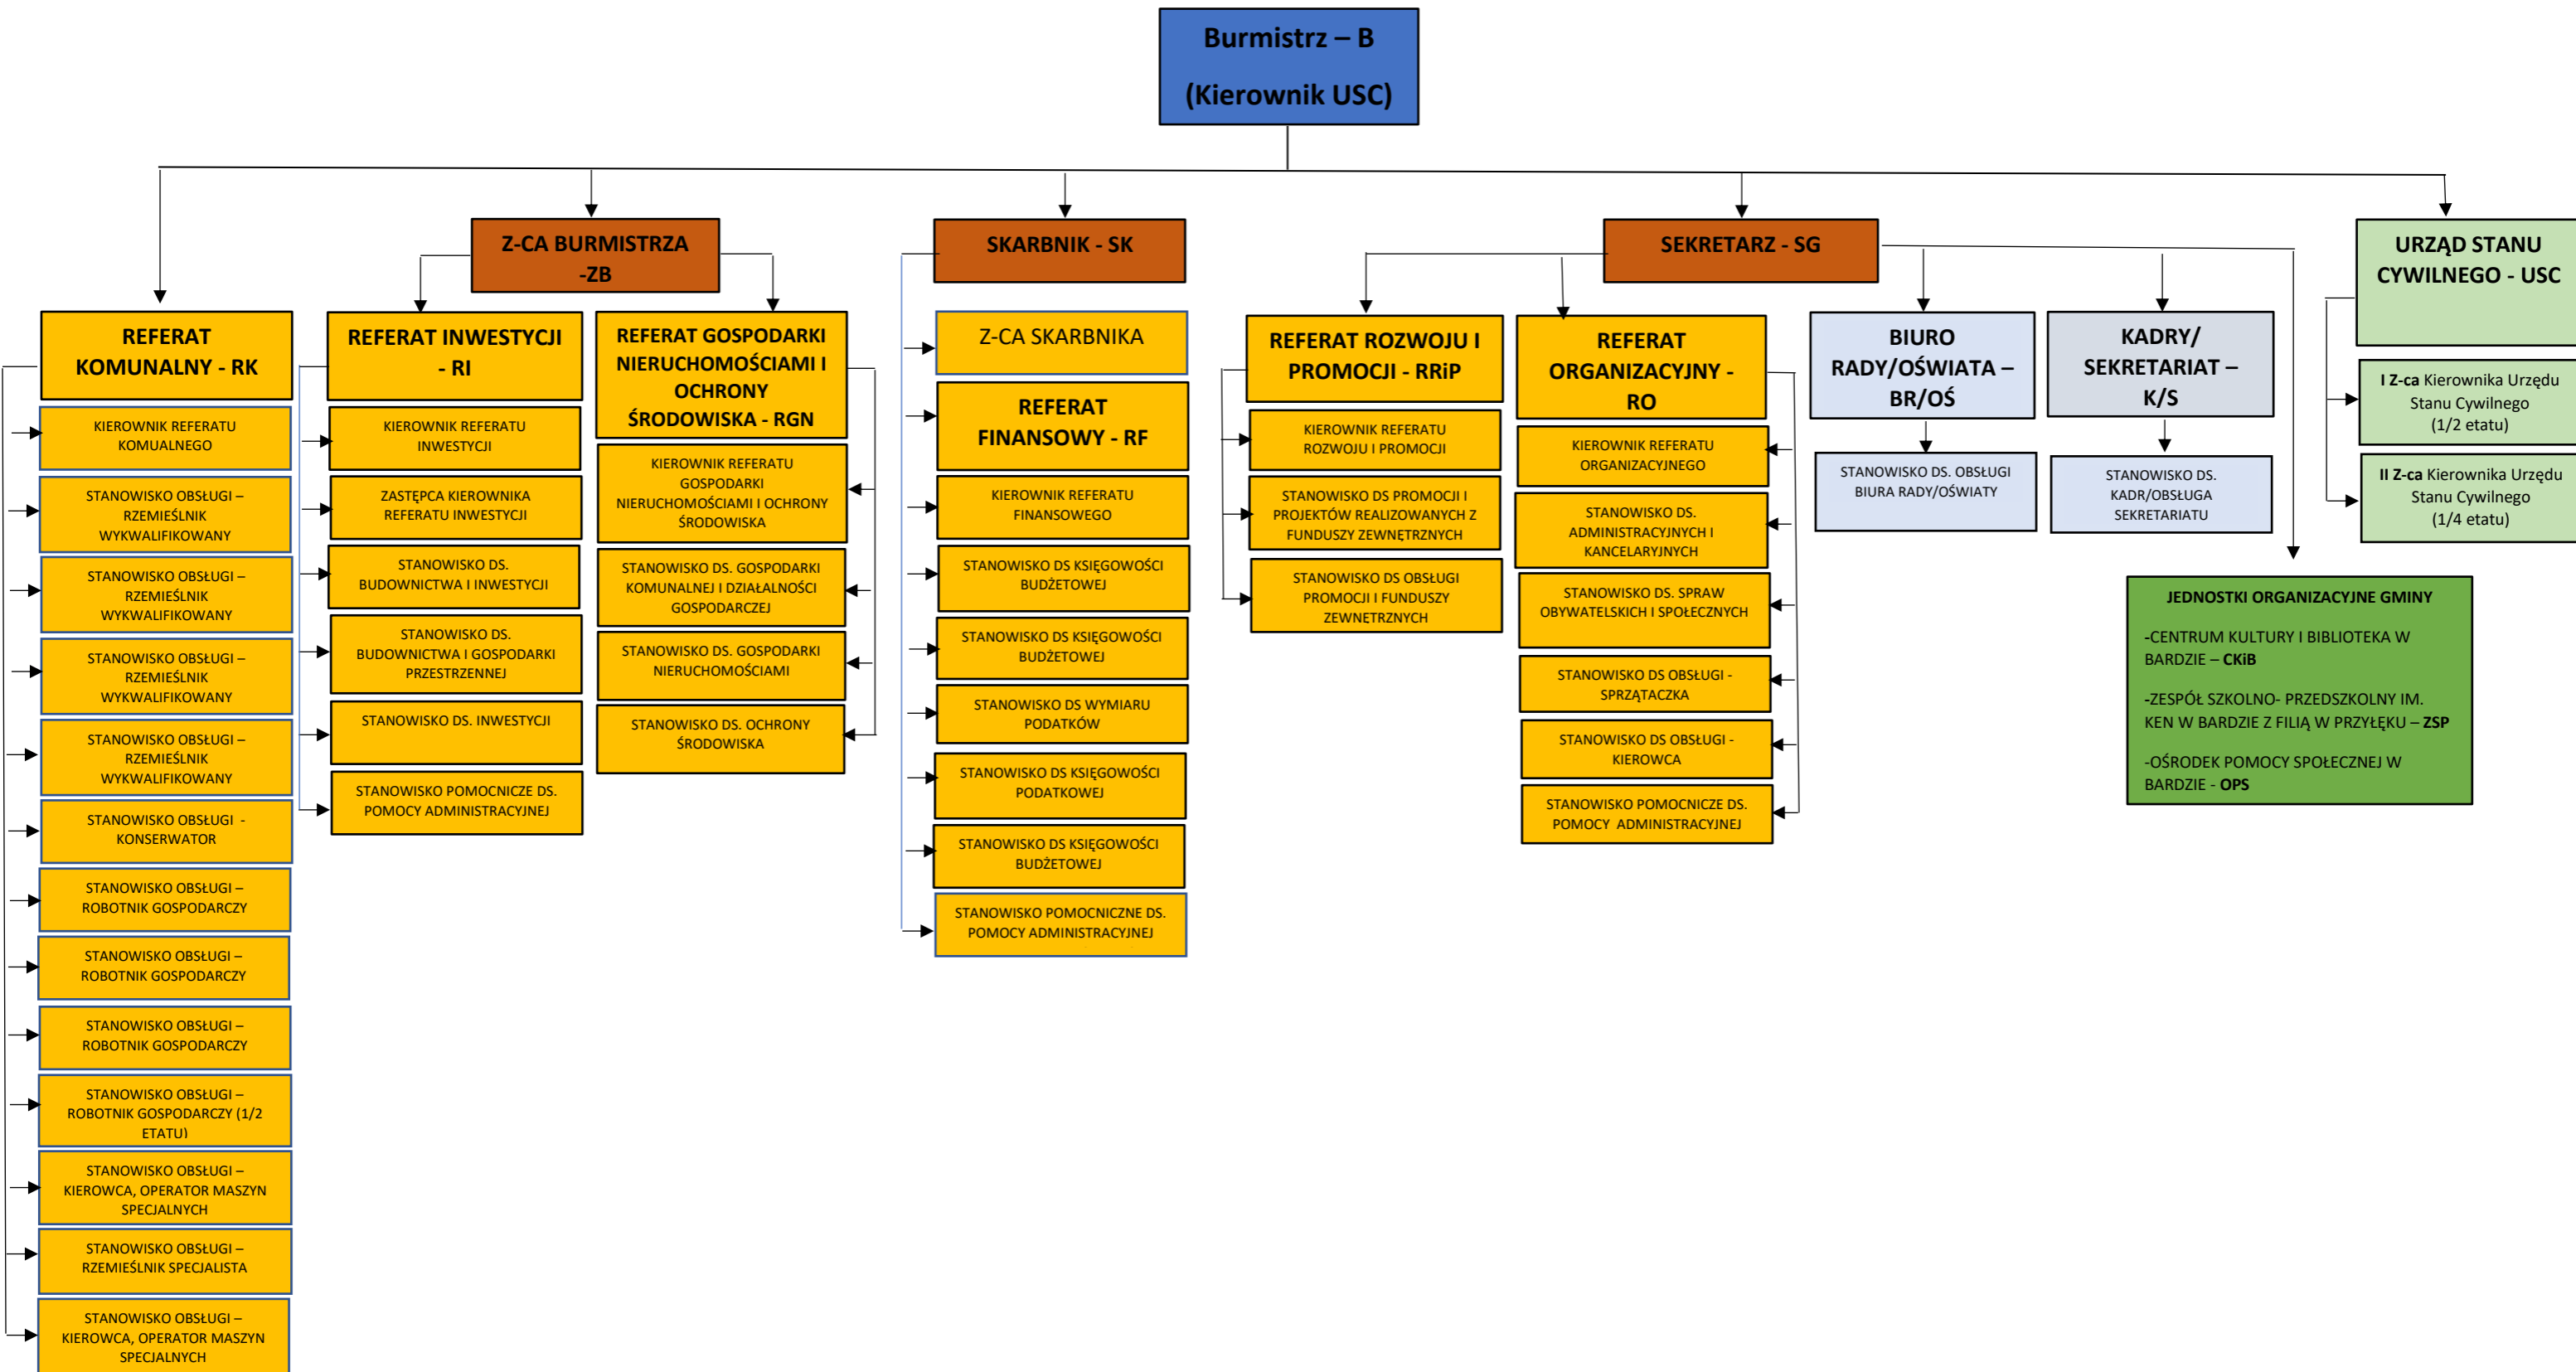 Burmistrz – B
(Kierownik USC)
Z-CA BURMISTRZA
-ZB
SKARBNIK - SK
SEKRETARZ - SG
URZĄD STANU
CYWILNEGO - USC
REFERAT
KOMUNALNY - RK
KIEROWNIK REFERATU
KOMUALNEGO
STANOWISKO OBSŁUGI –
RZEMIEŚLNIK
WYKWALIFIKOWANY
STANOWISKO OBSŁUGI –
RZEMIEŚLNIK
WYKWALIFIKOWANY
STANOWISKO OBSŁUGI –
RZEMIEŚLNIK
WYKWALIFIKOWANY
STANOWISKO OBSŁUGI –
RZEMIEŚLNIK
WYKWALIFIKOWANY
STANOWISKO OBSŁUGI -
KONSERWATOR
STANOWISKO OBSŁUGI –
ROBOTNIK GOSPODARCZY
STANOWISKO OBSŁUGI –
ROBOTNIK GOSPODARCZY
STANOWISKO OBSŁUGI –
ROBOTNIK GOSPODARCZY
STANOWISKO OBSŁUGI –
ROBOTNIK GOSPODARCZY (1/2
ETATU)
STANOWISKO OBSŁUGI –
KIEROWCA, OPERATOR MASZYN
SPECJALNYCH
STANOWISKO OBSŁUGI –
RZEMIEŚLNIK SPECJALISTA
STANOWISKO OBSŁUGI –
KIEROWCA, OPERATOR MASZYN
SPECJALNYCH
REFERAT INWESTYCJI
- RI
KIEROWNIK REFERATU
INWESTYCJI
ZASTĘPCA KIEROWNIKA
REFERATU INWESTYCJI
STANOWISKO DS.
BUDOWNICTWA I INWESTYCJI
STANOWISKO DS.
BUDOWNICTWA I GOSPODARKI
PRZESTRZENNEJ
STANOWISKO DS. INWESTYCJI
STANOWISKO POMOCNICZE DS.
POMOCY ADMINISTRACYJNEJ
REFERAT GOSPODARKI
NIERUCHOMOŚCIAMI I
OCHRONY
ŚRODOWISKA - RGN
KIEROWNIK REFERATU
GOSPODARKI
NIERUCHOMOŚCIAMI I OCHRONY
ŚRODOWISKA
STANOWISKO DS. GOSPODARKI
KOMUNALNEJ I DZIAŁALNOŚCI
GOSPODARCZEJ
STANOWISKO DS. GOSPODARKI
NIERUCHOMOŚCIAMI
STANOWISKO DS. OCHRONY
ŚRODOWISKA
Z-CA SKARBNIKA
REFERAT
FINANSOWY - RF
KIEROWNIK REFERATU
FINANSOWEGO
STANOWISKO DS KSIĘGOWOŚCI
BUDŻETOWEJ
STANOWISKO DS KSIĘGOWOŚCI
BUDŻETOWEJ
STANOWISKO DS WYMIARU
PODATKÓW
STANOWISKO DS KSIĘGOWOŚCI
PODATKOWEJ
STANOWISKO DS KSIĘGOWOŚCI
BUDŻETOWEJ
STANOWISKO POMOCNICZNE DS.
POMOCY ADMINISTRACYJNEJ
REFERAT ROZWOJU I
PROMOCJI - RRiP
KIEROWNIK REFERATU
ROZWOJU I PROMOCJI
STANOWISKO DS PROMOCJI I
PROJEKTÓW REALIZOWANYCH Z
FUNDUSZY ZEWNĘTRZNYCH
STANOWISKO DS OBSŁUGI
PROMOCJI I FUNDUSZY
ZEWNĘTRZNYCH
REFERAT
ORGANIZACYJNY -
RO
KIEROWNIK REFERATU
ORGANIZACYJNEGO
STANOWISKO DS.
ADMINISTRACYJNYCH I
KANCELARYJNYCH
STANOWISKO DS. SPRAW
OBYWATELSKICH I SPOŁECZNYCH
STANOWISKO DS OBSŁUGI -
SPRZĄTACZKA
STANOWISKO DS OBSŁUGI -
KIEROWCA
STANOWISKO POMOCNICZE DS.
POMOCY ADMINISTRACYJNEJ
BIURO
RADY/OŚWIATA –
BR/OŚ
STANOWISKO DS. OBSŁUGI
BIURA RADY/OŚWIATY
KADRY/
SEKRETARIAT –
K/S
STANOWISKO DS.
KADR/OBSŁUGA
SEKRETARIATU
I Z-ca Kierownika Urzędu
Stanu Cywilnego
(1/2 etatu)
II Z-ca Kierownika Urzędu
Stanu Cywilnego
(1/4 etatu)
JEDNOSTKI ORGANIZACYJNE GMINY
-CENTRUM KULTURY I BIBLIOTEKA W
BARDZIE – CKiB
-ZESPÓŁ SZKOLNO- PRZEDSZKOLNY IM.
KEN W BARDZIE Z FILIĄ W PRZYŁĘKU – ZSP
-OŚRODEK POMOCY SPOŁECZNEJ W
BARDZIE - OPS